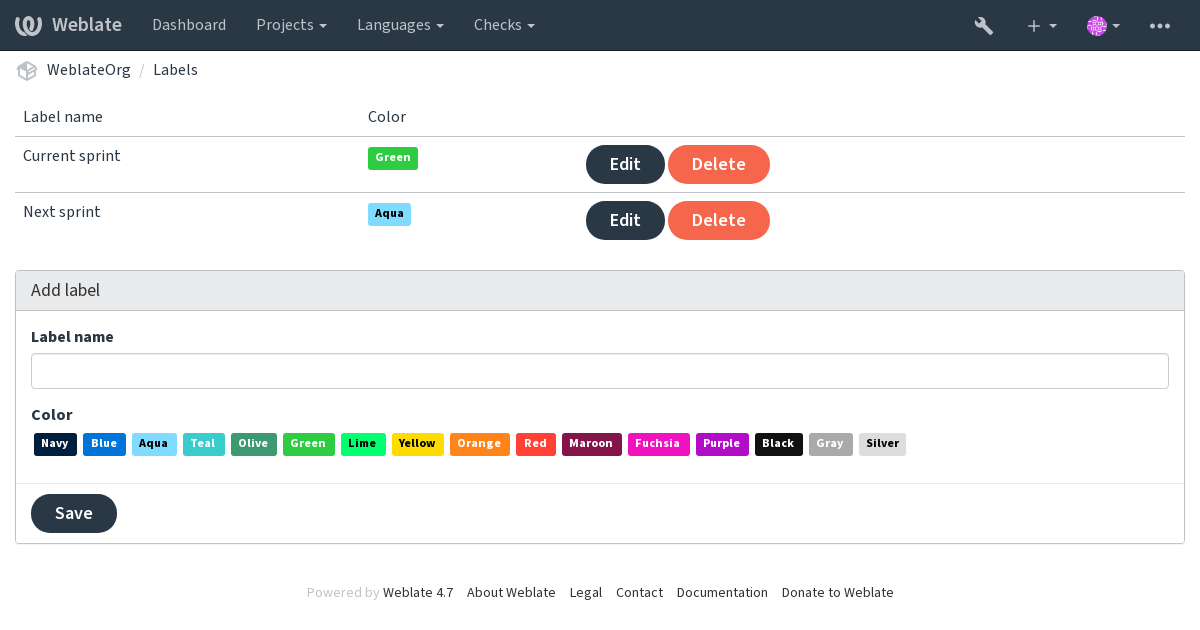 Weblate Dashboard Projects Languages Checks
WeblateOrg / Labels
Label name Color
Current sprint Green Edit Delete
Next sprint Aqua Edit Delete
Add label
Label name
Color
Navy Blue Aqua Teal Olive Green Lime Yellow Orange Red Maroon Fuchsia Purple Black Gray Silver
Save
Powered by Weblate 4.7 About Weblate Legal Contact Documentation Donate to Weblate